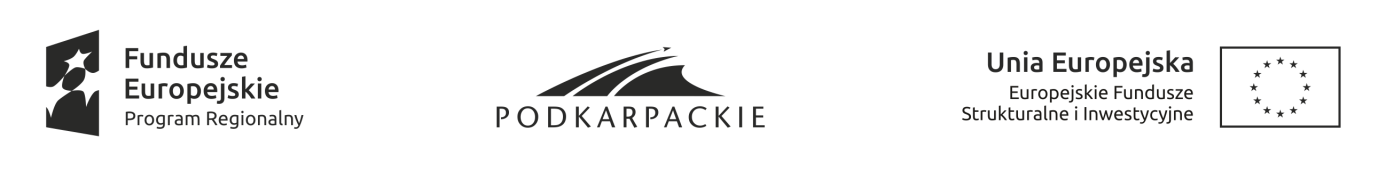 Fundusze
Europejskie
Program Regionalny
PODKARPACKIE
Unia Europejska
Europejskie Fundusze
Strukturalne i Inwestycyjne